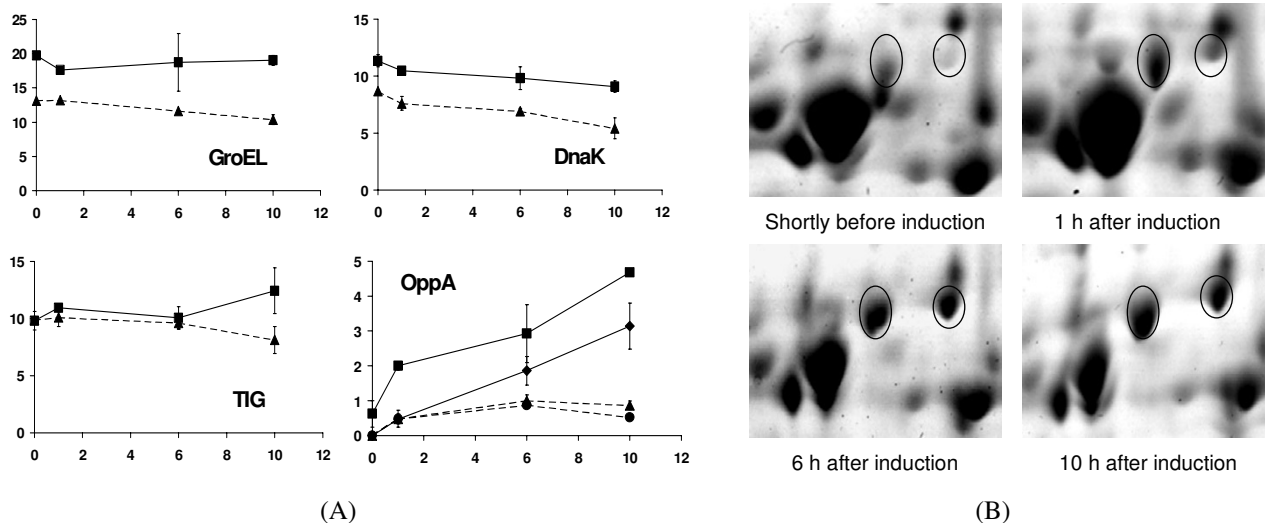 25
20
15
10
5
0
GroEL
0 2 4 6 8 10 12
15
10
5
0
DnaK
0 2 4 6 8 10 12
Shortly before induction
1 h after induction
15
10
5
0
TIG
0 2 4 6 8 10 12
5
4
3
2
1
0
OppA
0 2 4 6 8 10 12
6 h after induction
10 h after induction
(A)
(B)